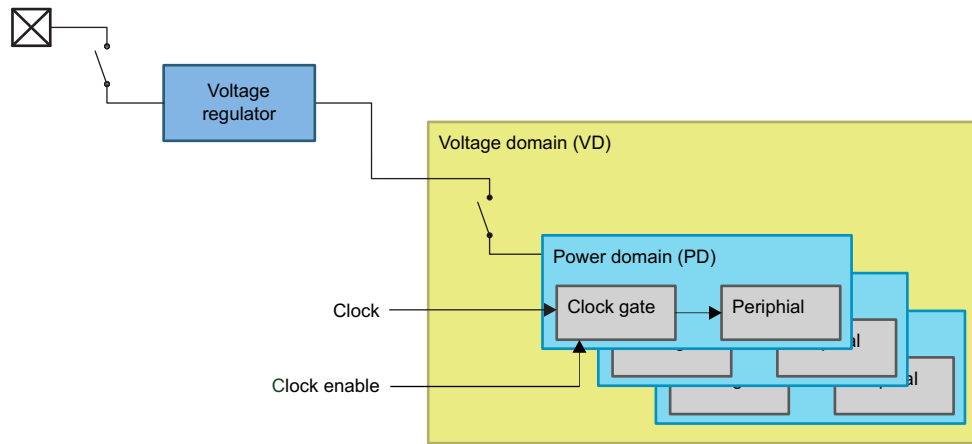 Voltage
regulator
Voltage domain (VD)
Power domain (PD)
Clock gate
Periphial
Clock
Clock enable